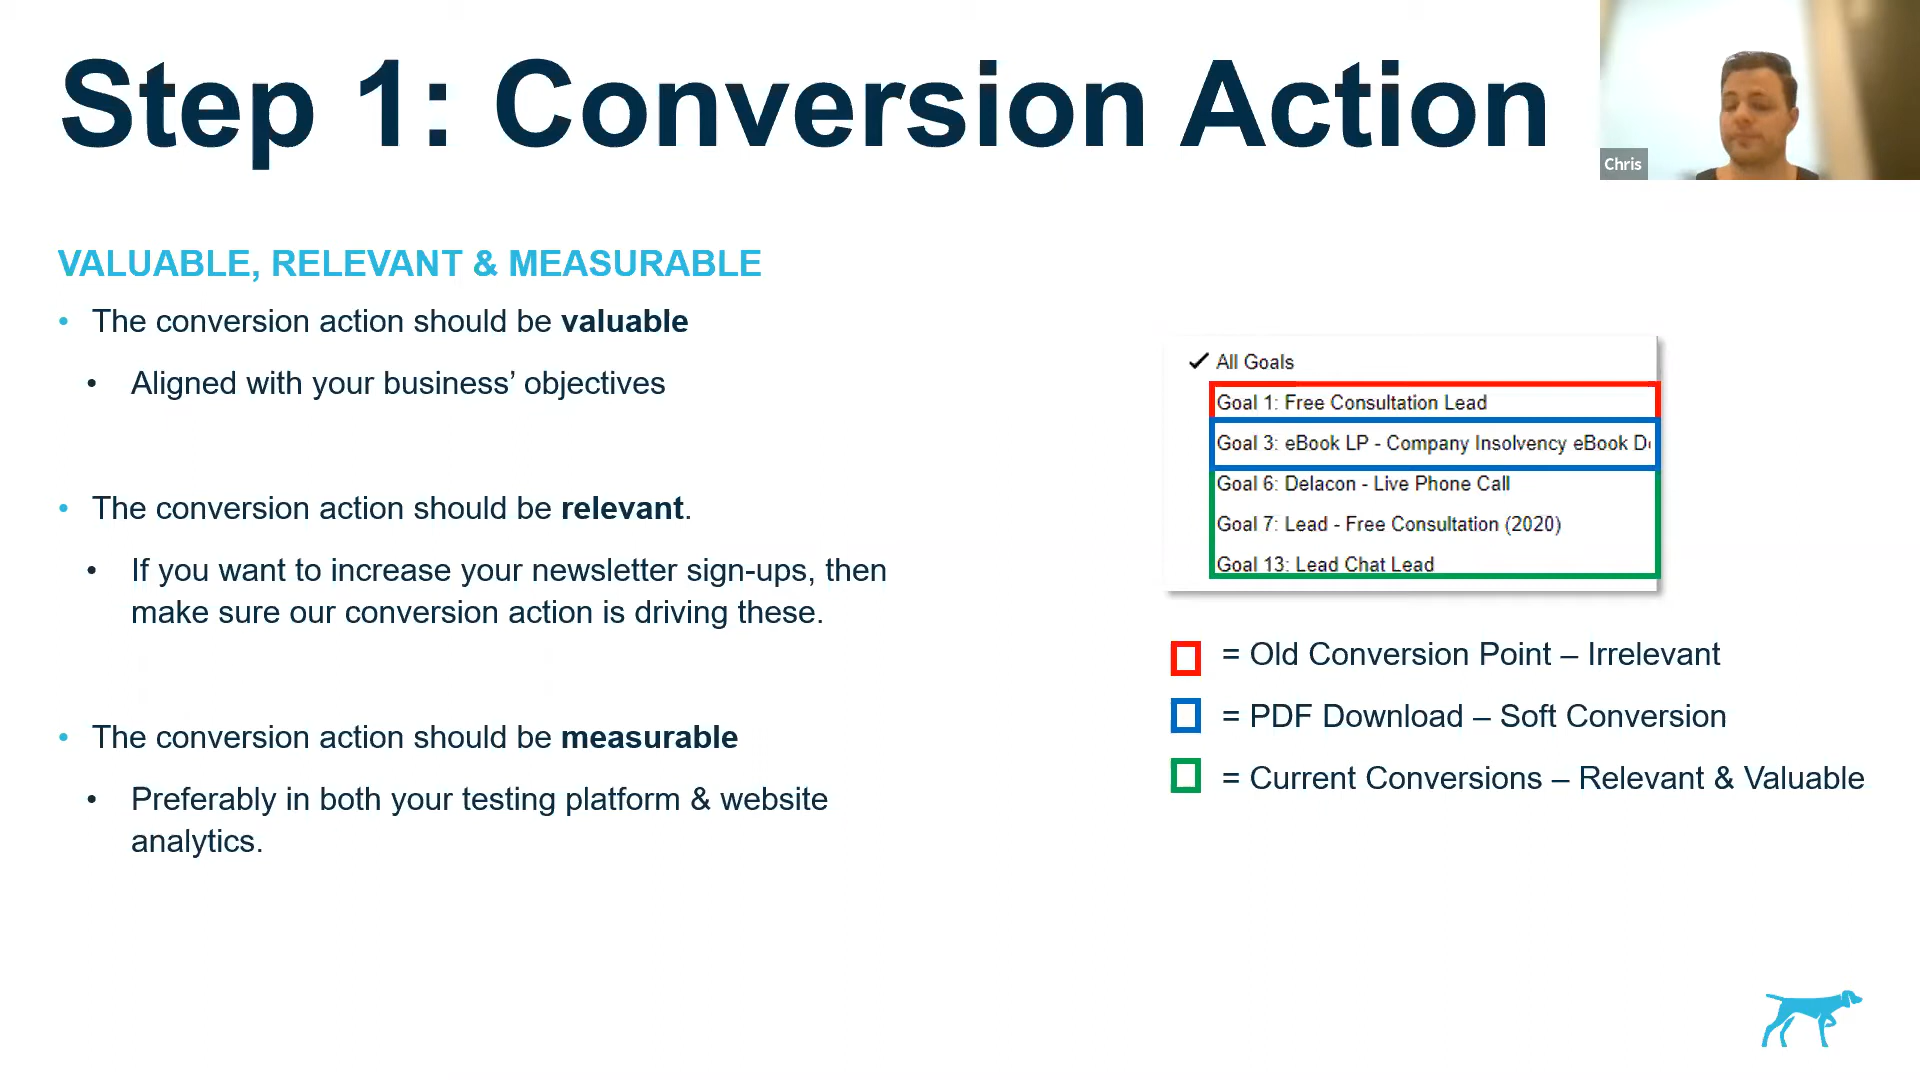 Step 1: Conversion Action
Chris
VALUABLE, RELEVANT & MEASURABLE
• The conversion action should be valuable
• Aligned with your business’ objectives
• The conversion action should be relevant.
• If you want to increase your newsletter sign-ups, then
make sure our conversion action is driving these.
• The conversion action should be measurable
• Preferably in both your testing platform & website
analytics.
✓ All Goals
Goal 1: Free Consultation Lead
Goal 3: eBook LP - Company Insolvency eBook
Goal 6: Delacon - Live Phone Call
Goal 7: Lead - Free Consultation (2020)
Goal 13: Lead Chat Lead
= Old Conversion Point – Irrelevant
= PDF Download – Soft Conversion
= Current Conversions – Relevant & Valuable